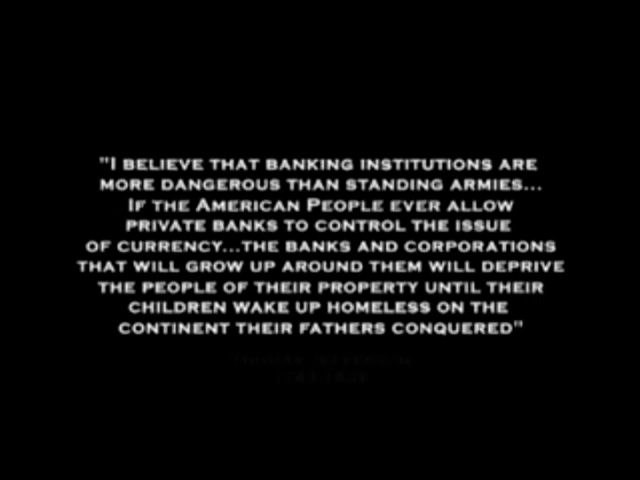 "I BELIEVE THAT BANKING INSTITUTIONS ARE
MORE DANGEROUS THAN STANDING ARMIES...
IF THE AMERICAN PEOPLE EVER ALLOW
PRIVATE BANKS TO CONTROL THE ISSUE
OF CURRENCY...THE BANKS AND CORPORATIONS
THAT WILL GROW UP AROUND THEM WILL DEPRIVE
THE PEOPLE OF THEIR PROPERTY UNTIL THEIR
CHILDREN WAKE UP HOMELESS ON THE
CONTINENT THEIR FATHERS CONQUERED"